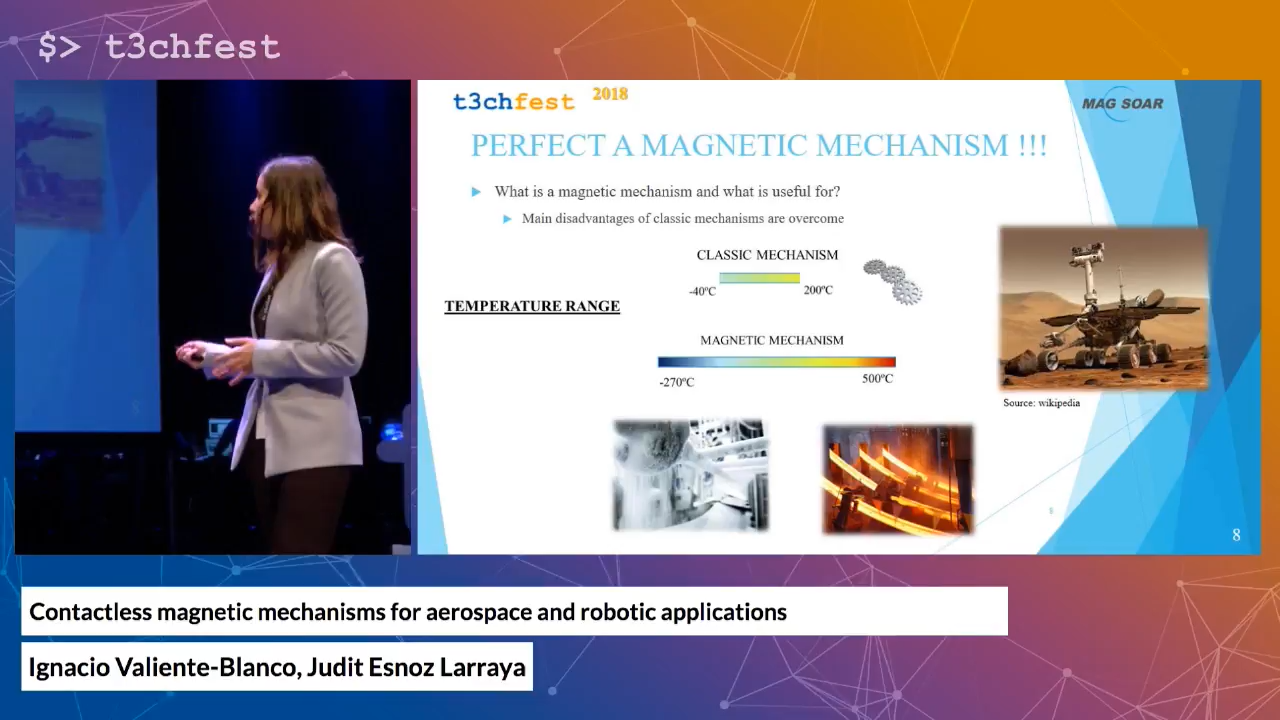 $> t3chfest
t3chfest 2018
MAG SOAR
PERFECT A MAGNETIC MECHANISM !!!
What is a magnetic mechanism and what is useful for?
Main disadvantages of classic mechanisms are overcome
CLASSIC MECHANISM
-40ºC
200ºC
TEMPERATURE RANGE
MAGNETIC MECHANISM
-270ºC
500ºC
Source: wikipedia
8
Contactless magnetic mechanisms for aerospace and robotic applications
Ignacio Valiente-Blanco, Judit Esnoz Larraya